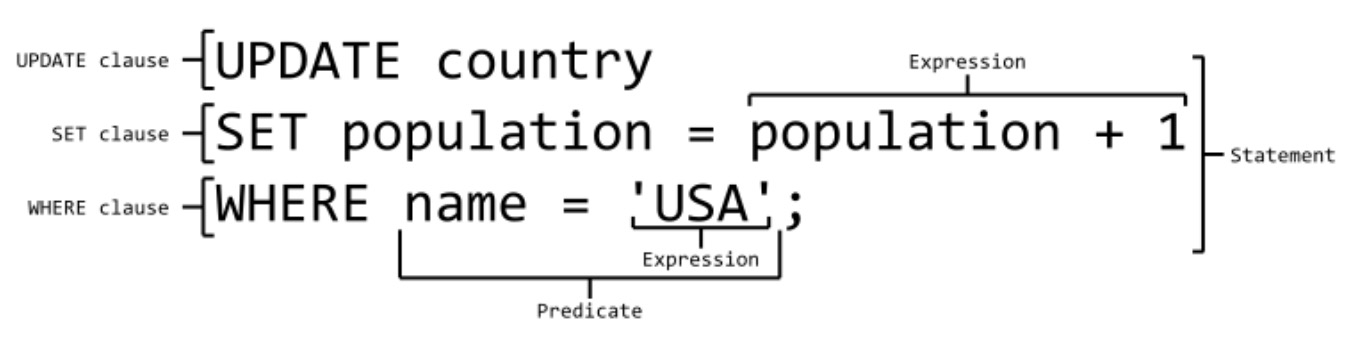 UPDATE clause UPDATE country
Expression
SET clause SET population = population + 1
Statement
WHERE clause WHERE name = 'USA';
Expression
Predicate